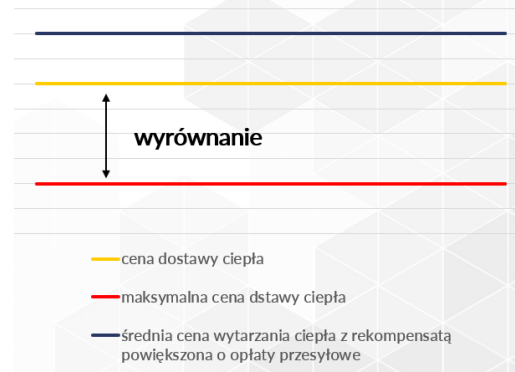 wyrównanie
cena dostawy ciepła
maksymalna cena dstawy ciepła
średnia cena wytarzania ciepła z rekompensatą
powiększona o opłaty przesyłowe